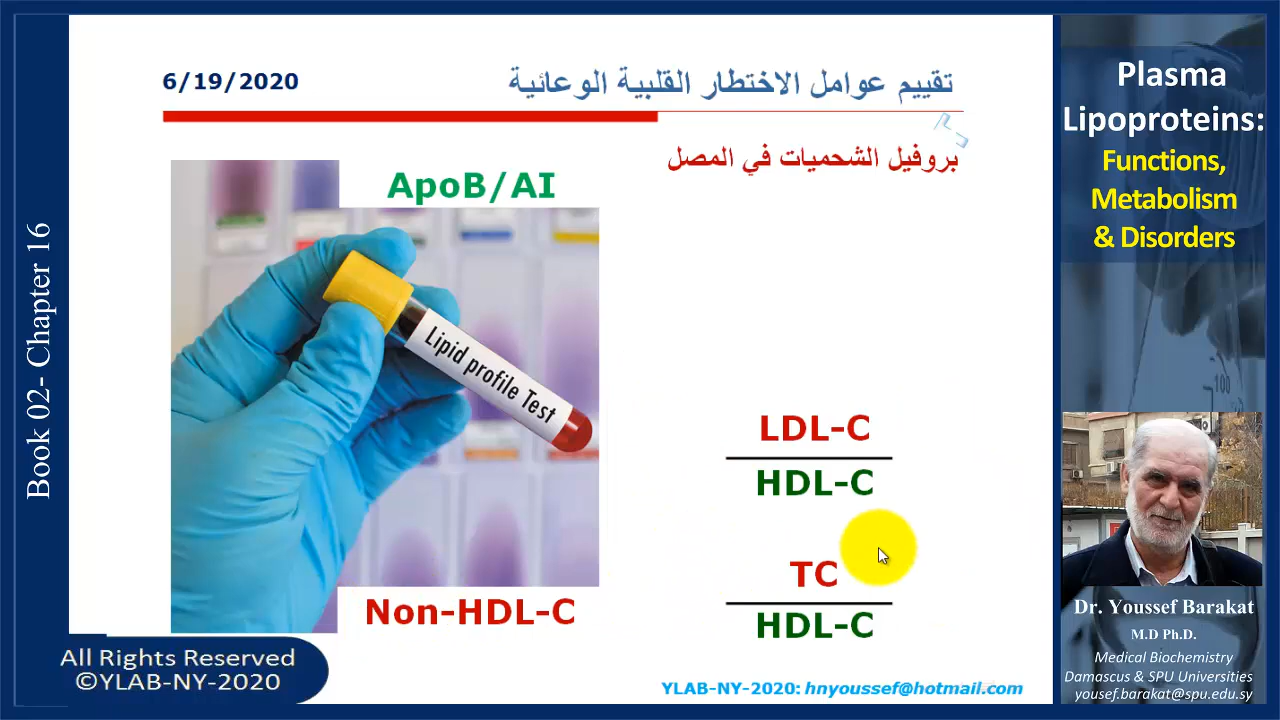 6/19/2020
تقييم عوامل الاختطار القلبية الوعائية
بروفيل الشحميات في المصل
ApoB/AI
Lipid profile Test
LDL-C
HDL-C
TC
HDL-C
Non-HDL-C
All Rights Reserved
©YLAB-NY-2020
YLAB-NY-2020: hnyoussef@hotmail.com
Book 02- Chapter 16
Plasma
Lipoproteins:
Functions,
Metabolism
& Disorders
100
Dr. Youssef Barakat
M.D Ph.D.
Medical Biochemistry
Damascus & SPU Universities
yousef.barakat@spu.edu.sy